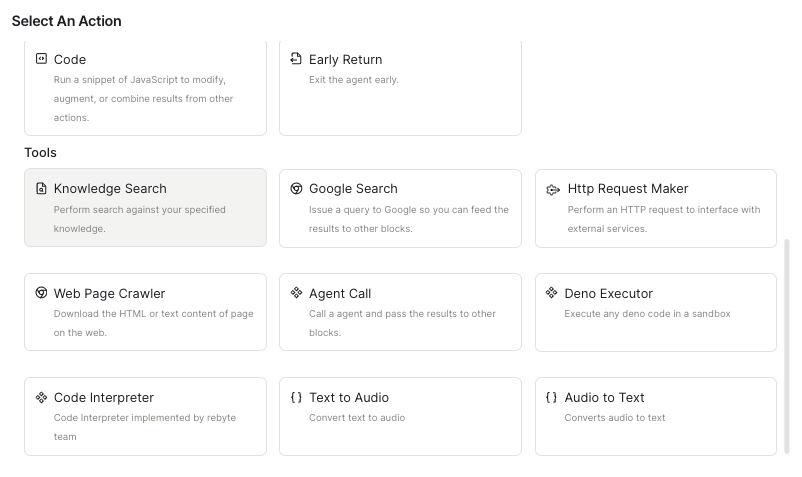 Select An Action
Code
Run a snippet of JavaScript to modify,
augment, or combine results from other
actions.
Early Return
Exit the agent early.
Tools
Knowledge Search
Perform search against your specified
knowledge.
Google Search
Issue a query to Google so you can feed the
results to other blocks.
Http Request Maker
Perform an HTTP request to interface with
external services.
Web Page Crawler
Download the HTML or text content of page
on the web.
Agent Call
Call a agent and pass the results to other
blocks.
Deno Executor
Execute any deno code in a sandbox
Code Interpreter
Code Interpreter implemented by rebyte
team
Text to Audio
Convert text to audio
Audio to Text
Converts audio to text